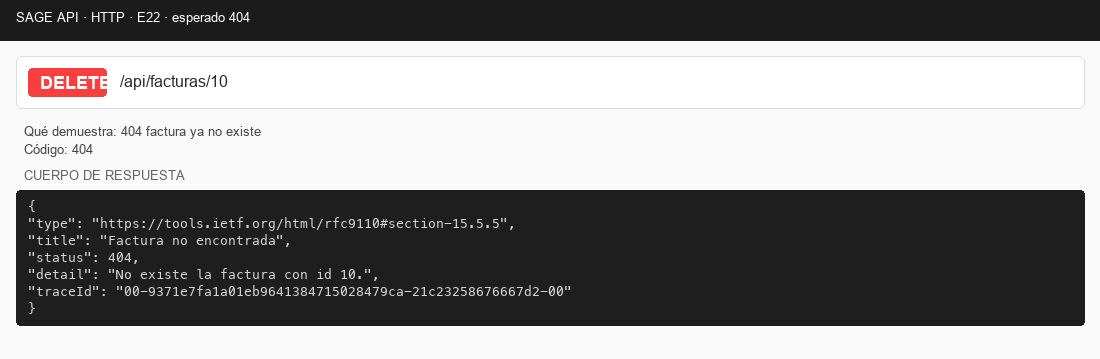 SAGE API · HTTP · E22 · esperado 404
DELETE /api/facturas/10
Qué demuestra: 404 factura ya no existe
Código: 404
CUERPO DE RESPUESTA
{
"type": "https://tools.ietf.org/html/rfc9110#section-15.5.5",
"title": "Factura no encontrada",
"status": 404,
"detail": "No existe la factura con id 10.",
"traceId": "00-9371e7fa1a01eb9641384715028479ca-21c23258676667d2-00"
}